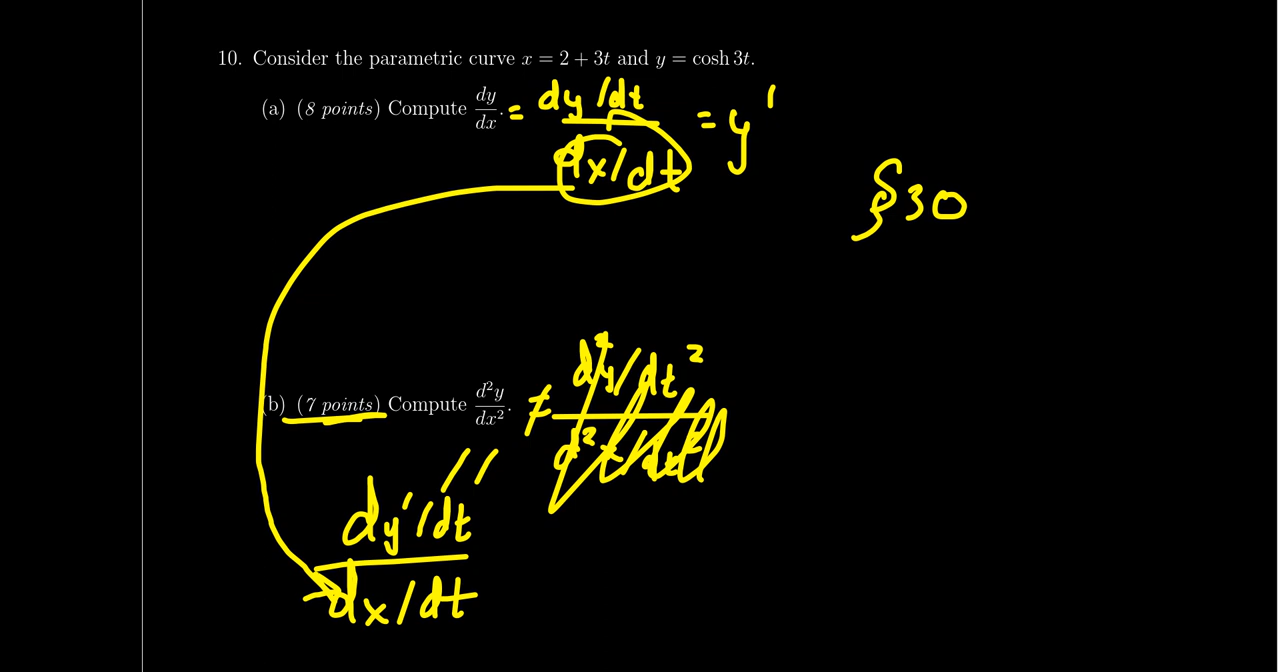 10. Consider the parametric curve x = 2 + 3t and y = cosh 3t.
(a) (8 points) Compute dy/dx. = (dy/dt)/(dx/dt) = y'
§30
(b) (7 points) Compute d²y/dx². ≠
dy'/dt
dx/dt